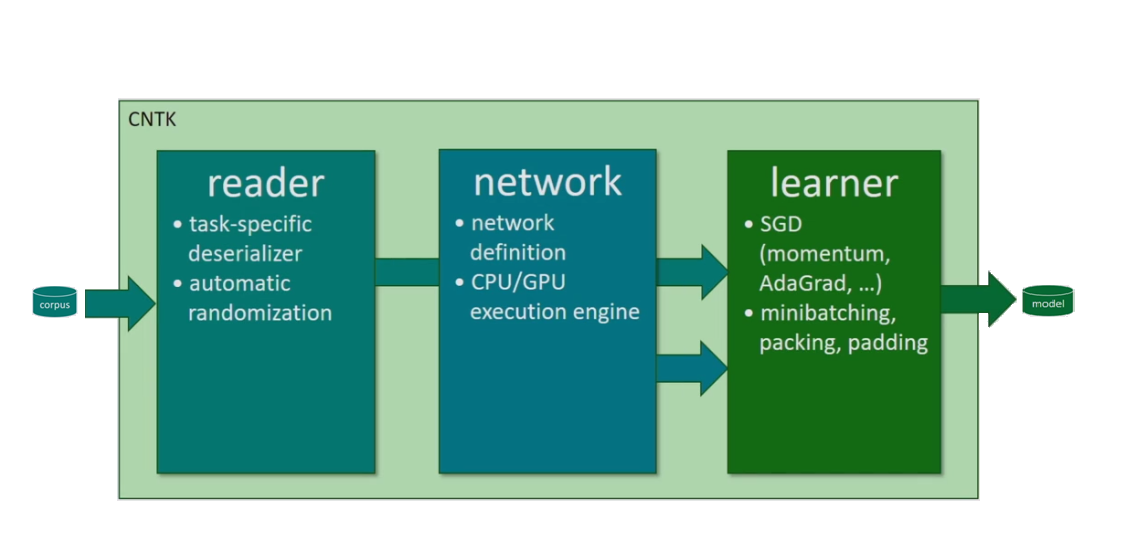 CNTK
corpus
reader
• task-specific
deserializer
• automatic
randomization
network
• network
definition
• CPU/GPU
execution engine
learner
• SGD
(momentum,
AdaGrad, ...)
• minibatching,
packing, padding
model